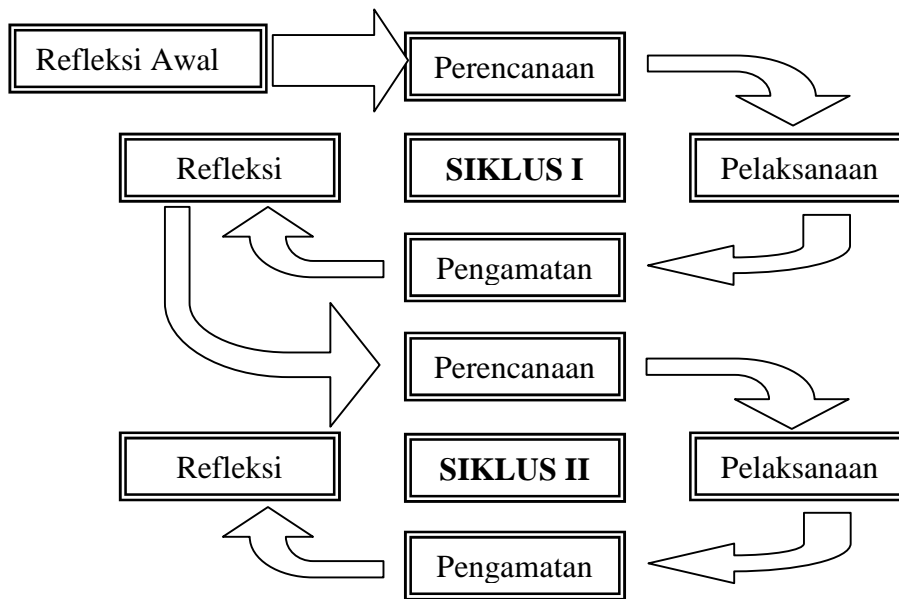 Refleksi Awal
Perencanaan
Refleksi
SIKLUS I
Pelaksanaan
Pengamatan
Perencanaan
Refleksi
SIKLUS II
Pelaksanaan
Pengamatan